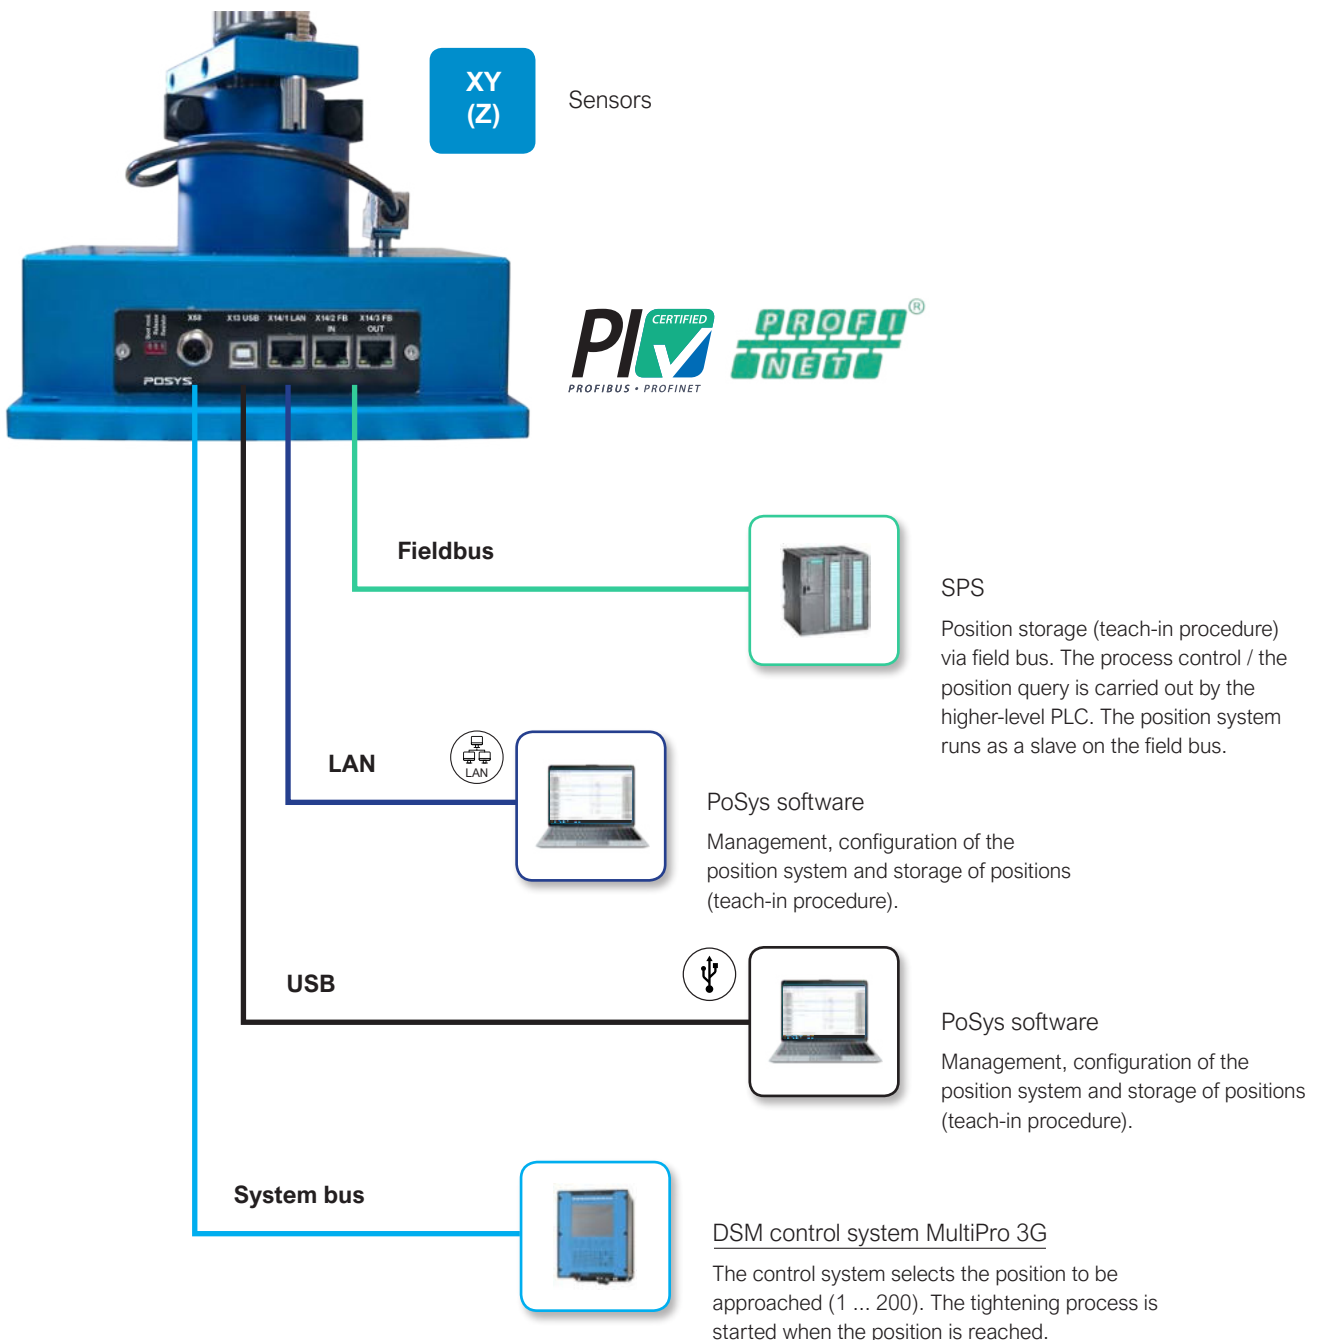 XY
(Z)
Sensors
Boot mod.
Release
Resistor
X58
X13 USB
X14/1 LAN
X14/2 FB
IN
X14/3 FB
OUT
POSYS
PI
CERTIFIED
PROFIBUS • PROFINET
PROFI
NET
®
Fieldbus
SPS
Position storage (teach-in procedure)
via field bus. The process control / the
position query is carried out by the
higher-level PLC. The position system
runs as a slave on the field bus.
LAN
LAN
PoSys software
Management, configuration of the
position system and storage of positions
(teach-in procedure).
USB
PoSys software
Management, configuration of the
position system and storage of positions
(teach-in procedure).
System bus
DSM control system MultiPro 3G
The control system selects the position to be
approached (1 ... 200). The tightening process is
started when the position is reached.